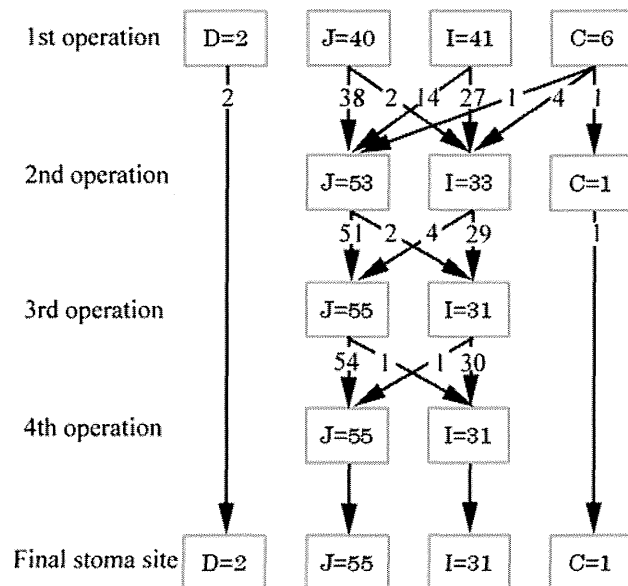 1st operation D=2 J=40 I=41 C=6
2 38 2 14 27 1 4 1
2nd operation J=53 I=33 C=1
51 2 4 29 1
3rd operation J=55 I=31
54 1 1 30
4th operation J=55 I=31
Final stoma site D=2 J=55 I=31 C=1